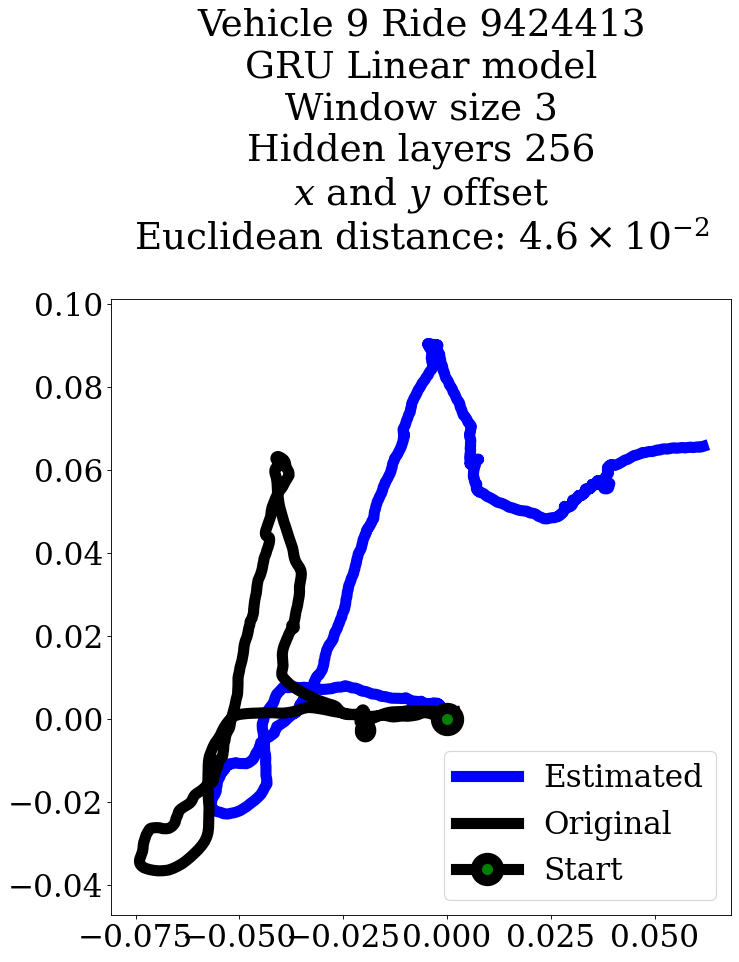 Vehicle 9 Ride 9424413
GRU Linear model
Window size 3
Hidden layers 256
x and y offset
Euclidean distance: 4.6 × 10⁻²
0.10
0.08
0.06
0.04
0.02
0.00
−0.02
−0.04
Estimated
Original
Start
−0.075 −0.050 −0.025 0.000 0.025 0.050